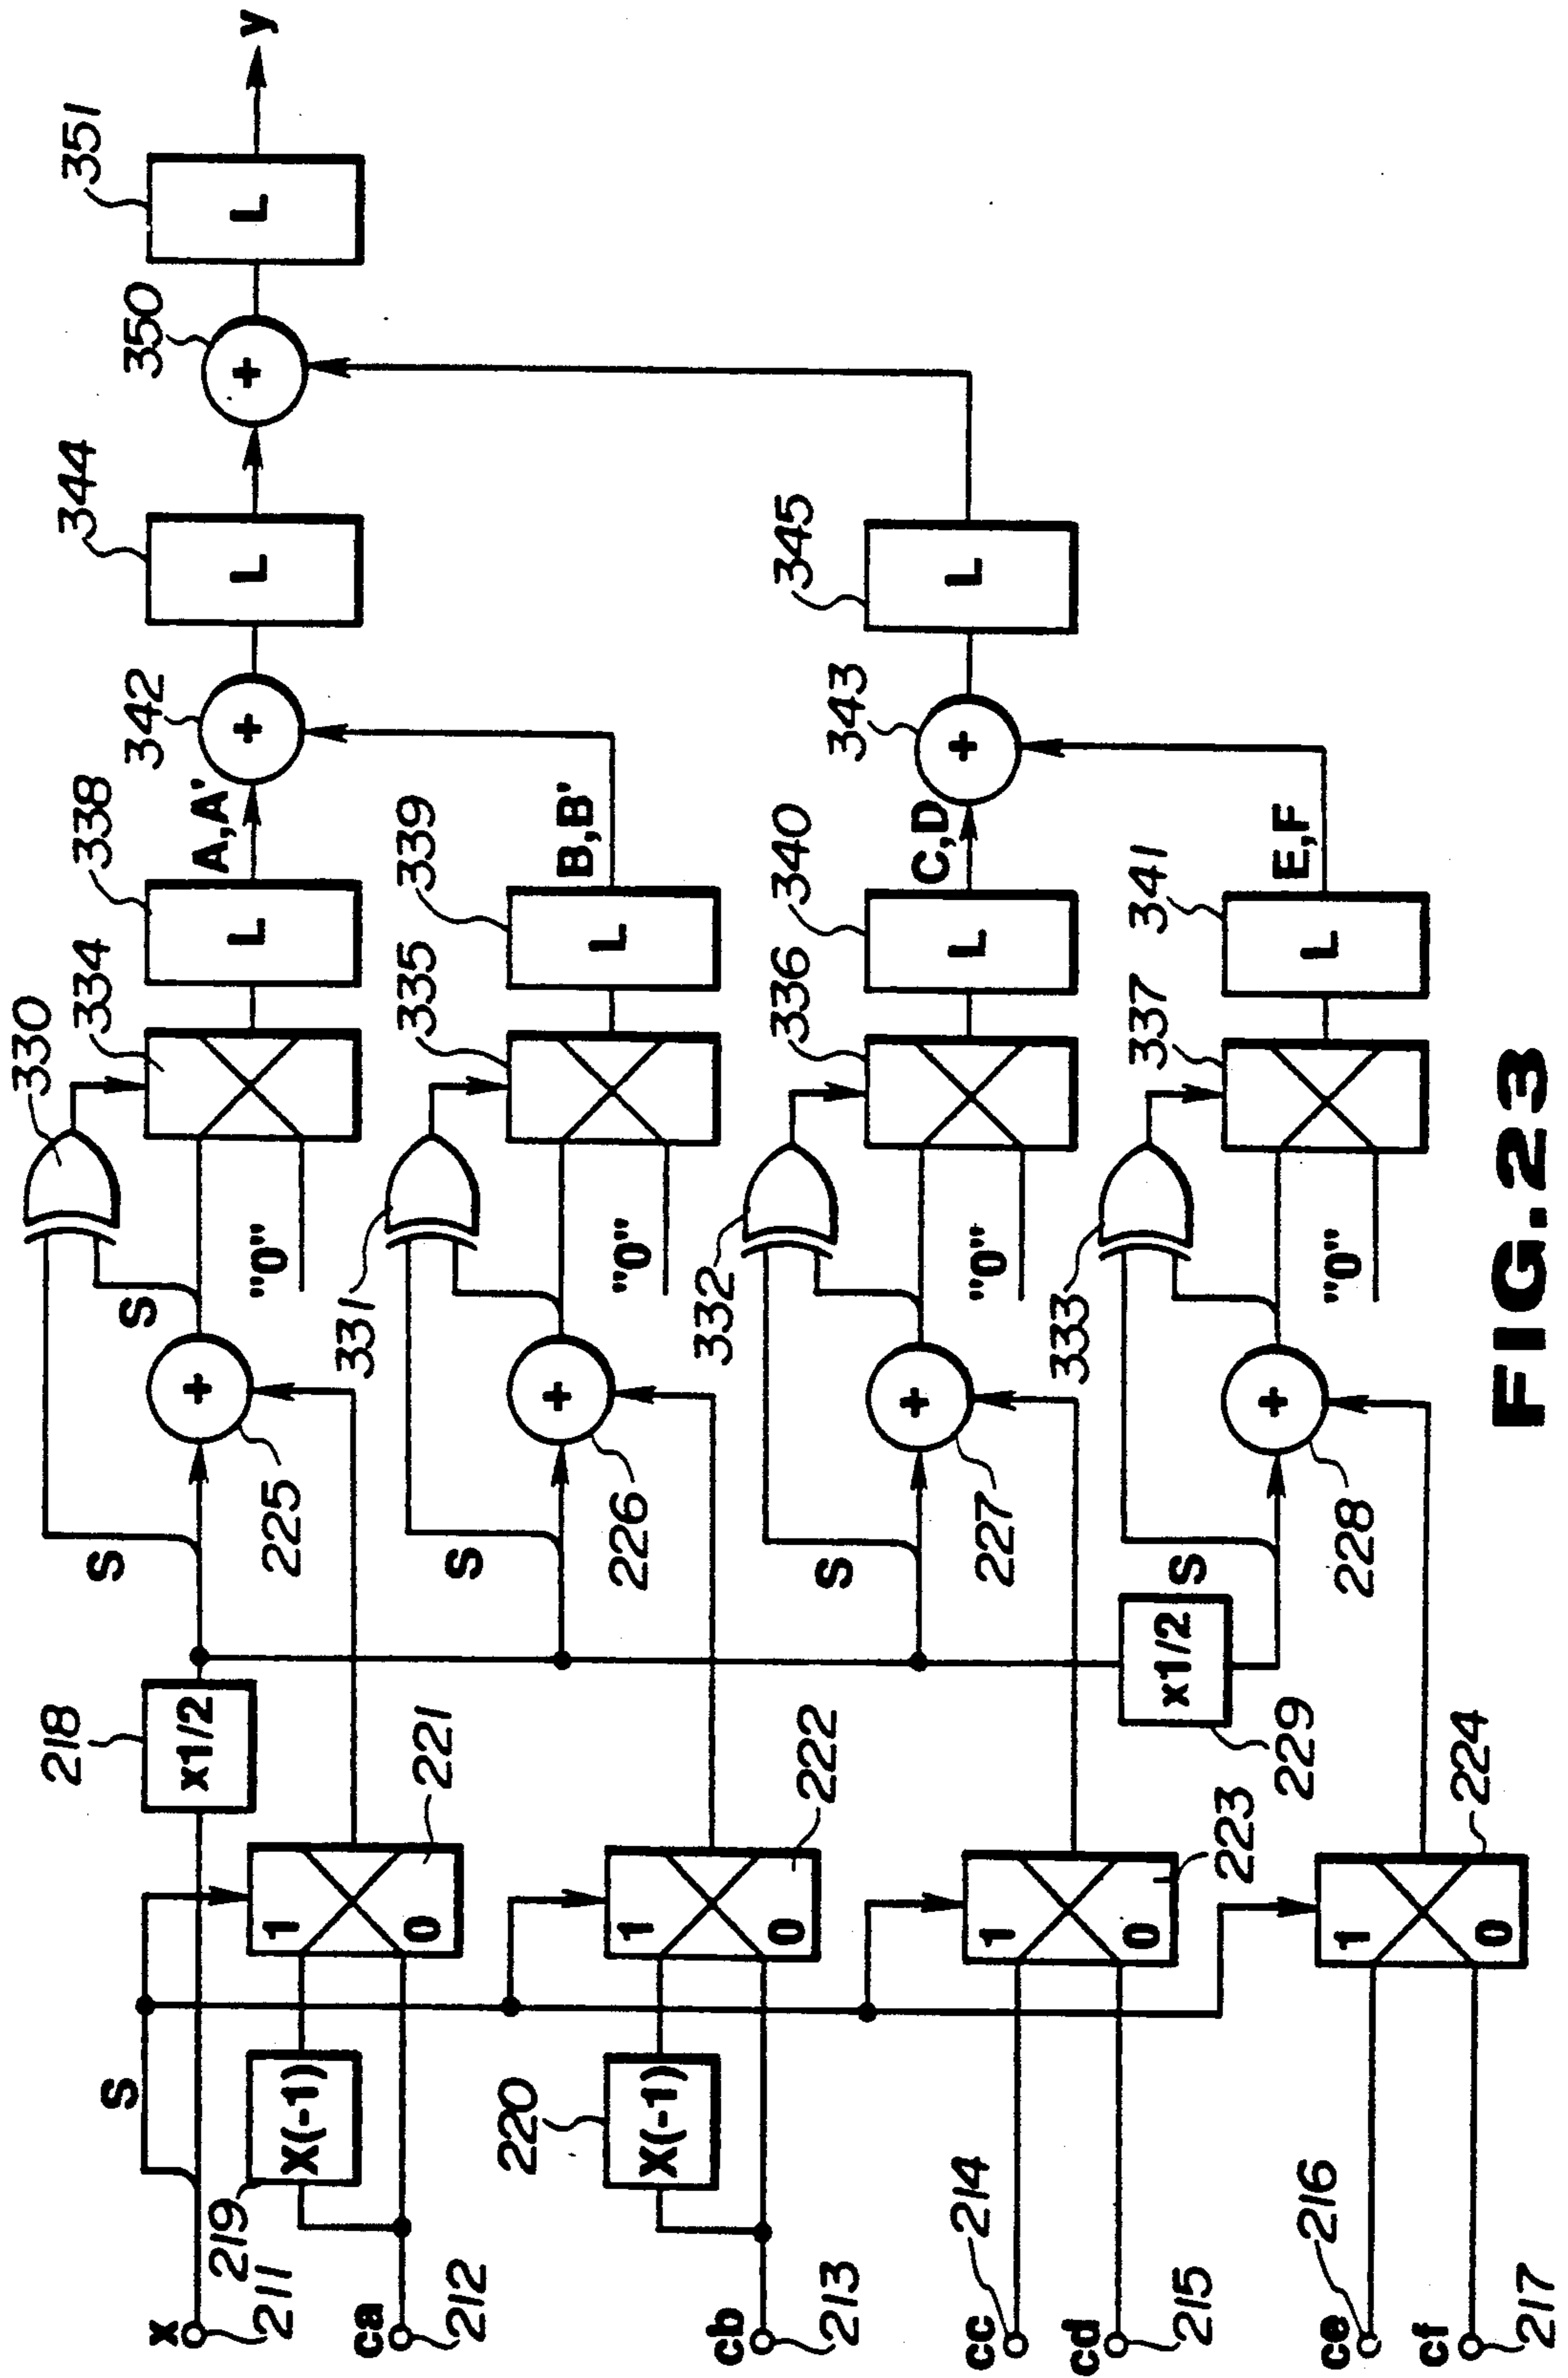 330
334
338
A,A'
342
344
350
351
y
S
S
225
"0"
L
+
L
+
L
+
218
x1/2
S
X(-1)
1
0
221
x
219
211
ca
212
331
335
339
B,B'
S
+
226
"0"
L
220
X(-1)
1
0
222
cb
213
332
336
340
C,D
343
345
S
+
227
"0"
L
+
L
214
cc
cd
215
1
0
223
333
337
341
E,F
S
x1/2
229
+
228
"0"
L
216
ce
cf
217
1
0
224
FIG.23